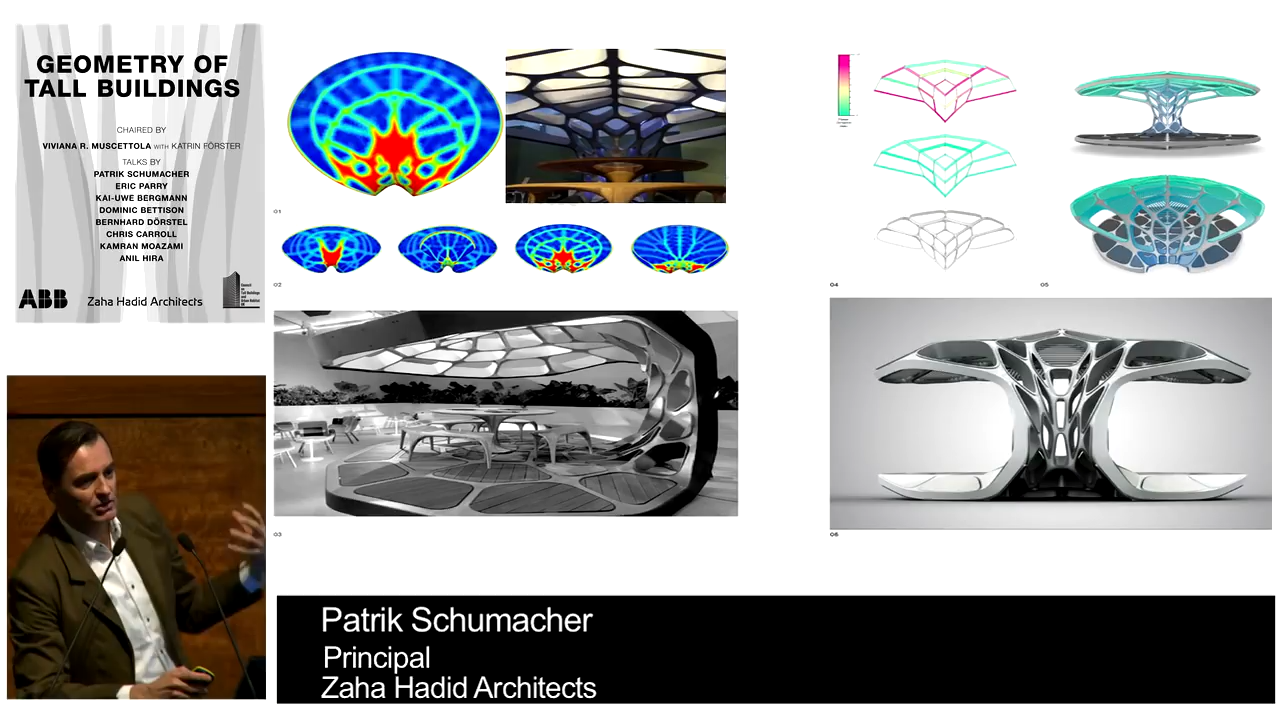 GEOMETRY OF
TALL BUILDINGS
CHAIRED BY
VIVIANA R. MUSCETTOLA WITH KATRIN FÖRSTER
TALKS BY
PATRIK SCHUMACHER
ERIC PARRY
KAI-UWE BERGMANN
DOMINIC BETTISON
BERNHARD DÖRSTEL
CHRIS CARROLL
KAMRAN MOAZAMI
ANIL HIRA
ABB
Zaha Hadid Architects
01
02
03
04
05
06
Patrik Schumacher
Principal
Zaha Hadid Architects